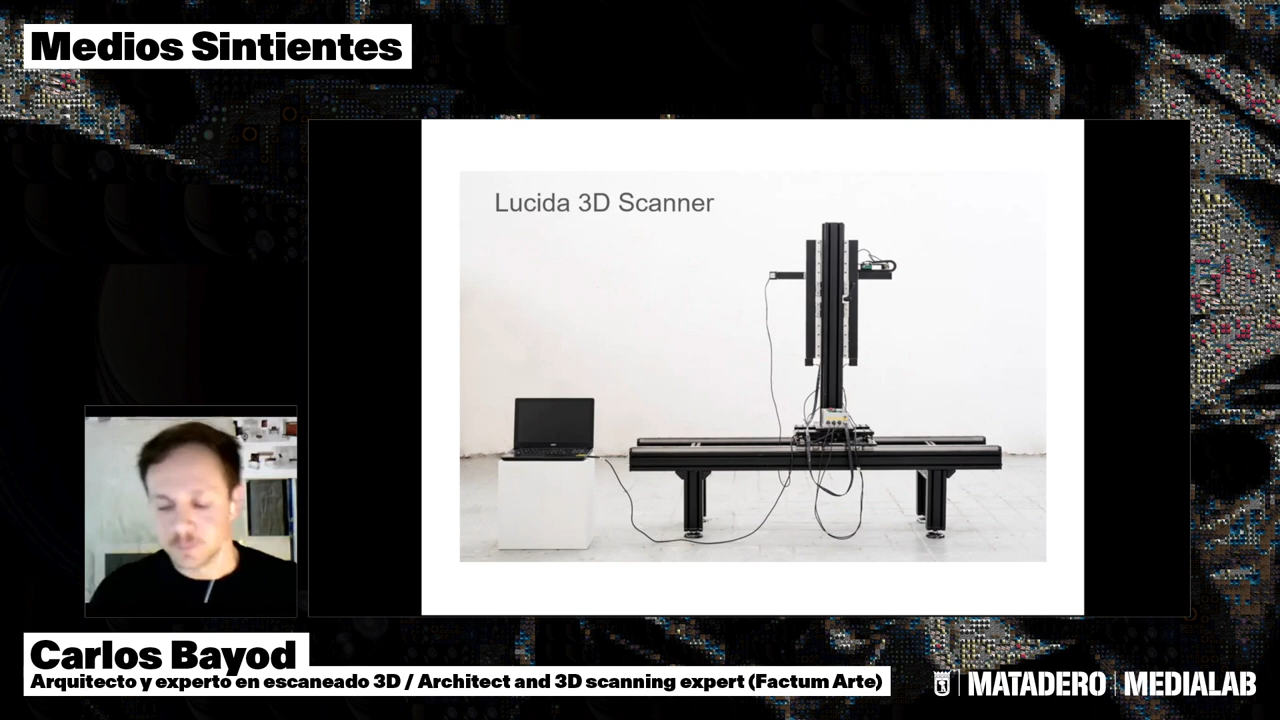 Medios Sintientes
Lucida 3D Scanner
Carlos Bayod
Arquitecto y experto en escaneado 3D / Architect and 3D scanning expert (Factum Arte)
MATADERO MEDIALAB